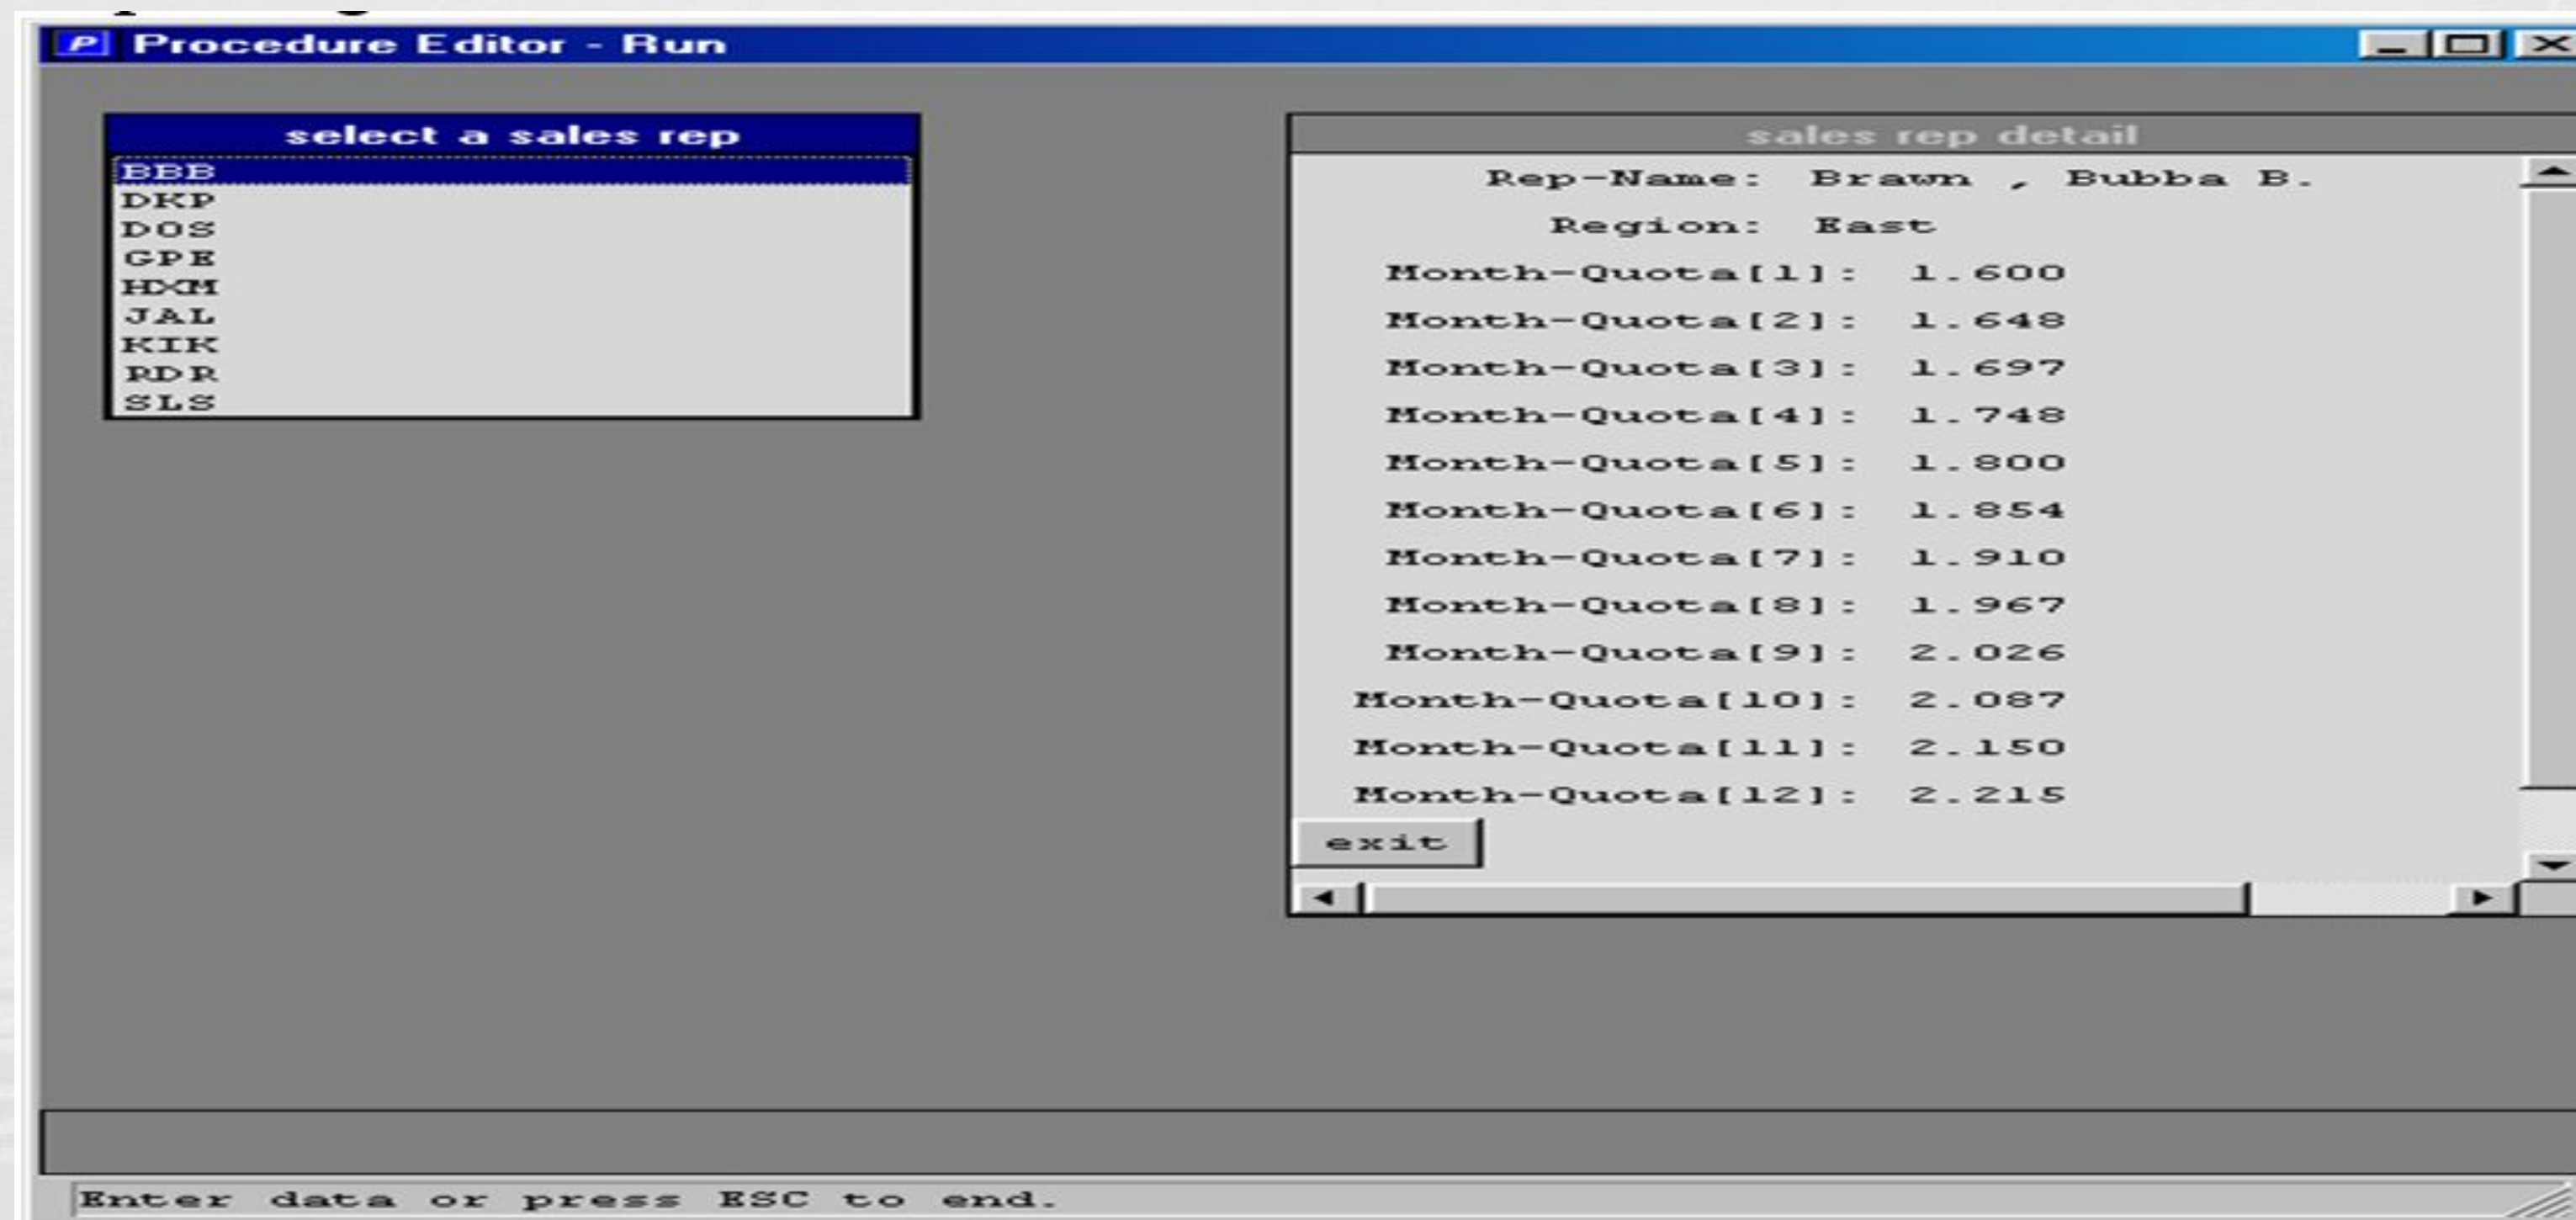 Procedure Editor - Run
select a sales rep
BBB
DKP
DOS
GPE
HXM
JAL
KIK
RDR
SLS
sales rep detail
Rep-Name: Brawn , Bubba B.
Region: East
Month-Quota[1]: 1.600
Month-Quota[2]: 1.648
Month-Quota[3]: 1.697
Month-Quota[4]: 1.748
Month-Quota[5]: 1.800
Month-Quota[6]: 1.854
Month-Quota[7]: 1.910
Month-Quota[8]: 1.967
Month-Quota[9]: 2.026
Month-Quota[10]: 2.087
Month-Quota[11]: 2.150
Month-Quota[12]: 2.215
exit
Enter data or press ESC to end.